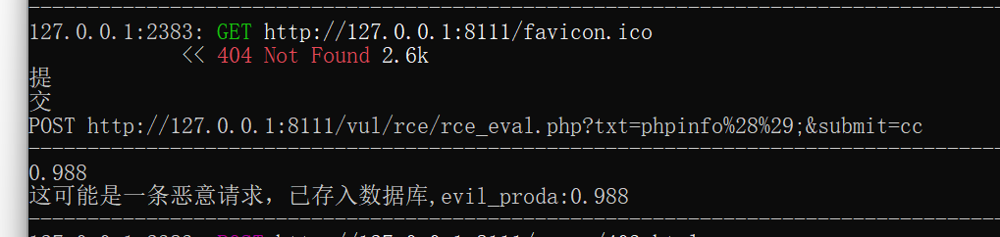 127.0.0.1:2383: GET http://127.0.0.1:8111/favicon.ico
<< 404 Not Found 2.6k
提
交
POST http://127.0.0.1:8111/vul/rce/rce_eval.php?txt=phpinfo%28%29;&submit=cc
0.988
这可能是一条恶意请求，已存入数据库,evil_proda:0.988